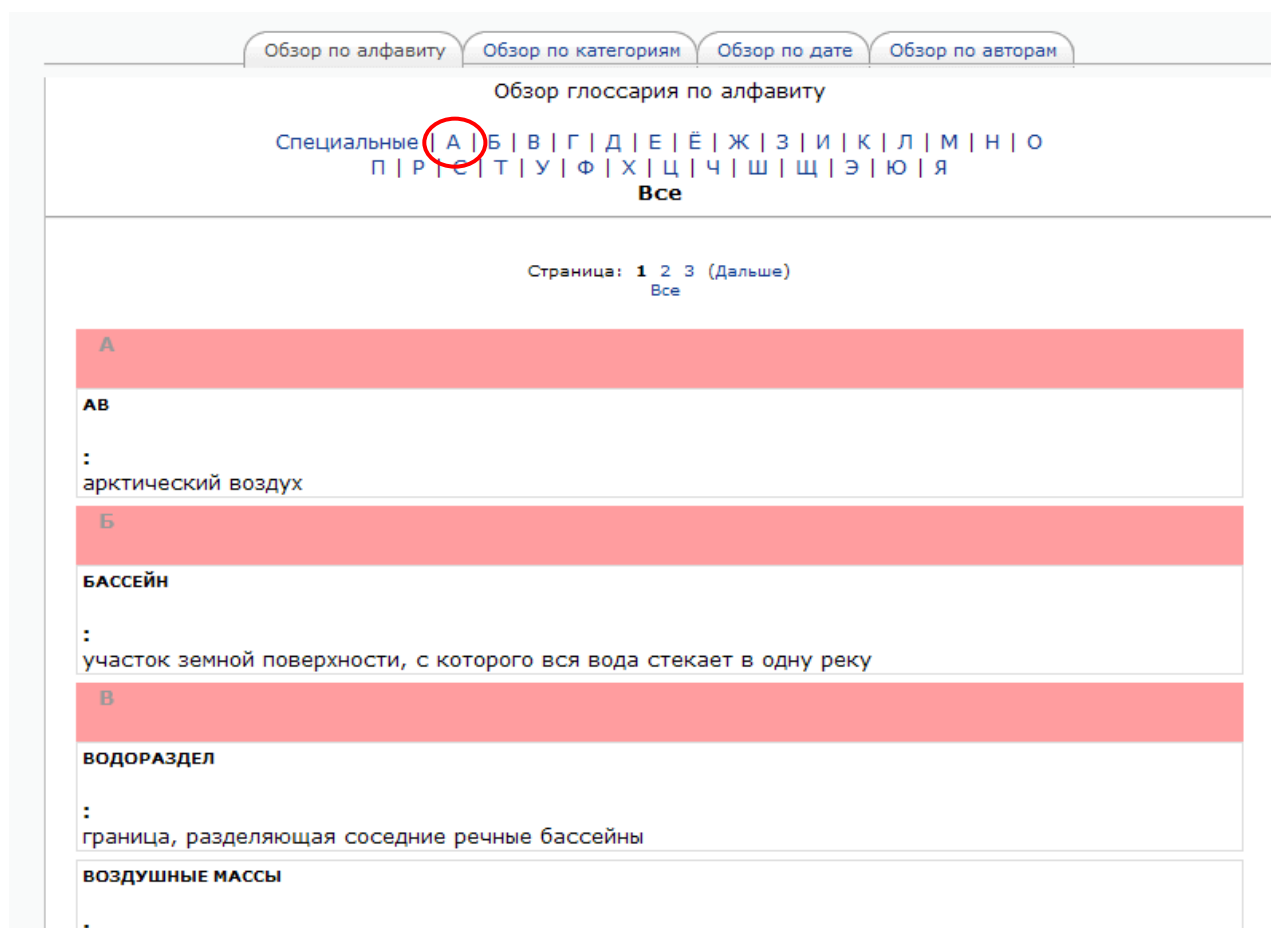 Обзор по алфавиту Обзор по категориям Обзор по дате Обзор по авторам
Обзор глоссария по алфавиту
Специальные | А | Б | В | Г | Д | Е | Ё | Ж | З | И | К | Л | М | Н | О
П | Р | С | Т | У | Ф | Х | Ц | Ч | Ш | Щ | Э | Ю | Я
Все
Страница: 1 2 3 (Дальше)
Все
А
АВ
:
арктический воздух
Б
БАССЕЙН
:
участок земной поверхности, с которого вся вода стекает в одну реку
В
ВОДОРАЗДЕЛ
:
граница, разделяющая соседние речные бассейны
ВОЗДУШНЫЕ МАССЫ
: